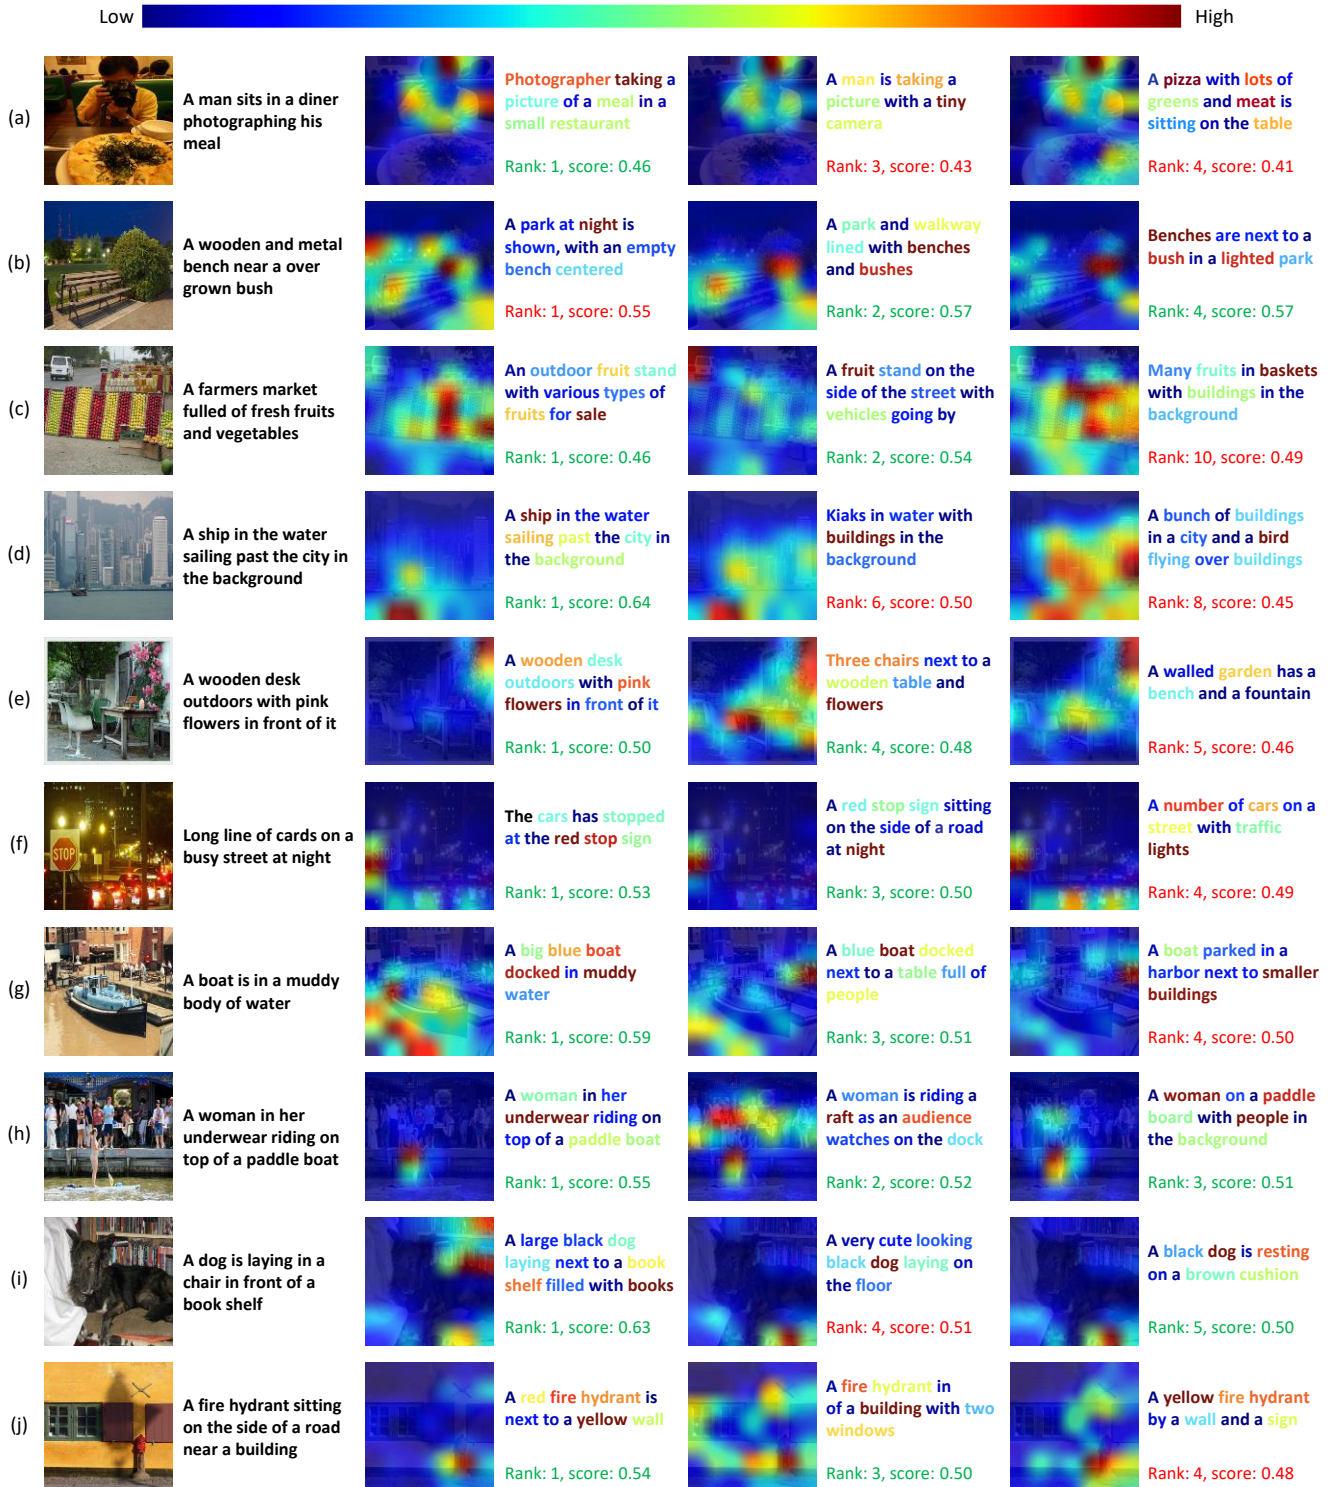 Low High
(a)
A man sits in a diner
photographing his
meal
Photographer taking a
picture of a meal in a
small restaurant
Rank: 1, score: 0.46
A man is taking a
picture with a tiny
camera
Rank: 3, score: 0.43
A pizza with lots of
greens and meat is
sitting on the table
Rank: 4, score: 0.41
(b)
A wooden and metal
bench near a over
grown bush
A park at night is
shown, with an empty
bench centered
Rank: 1, score: 0.55
A park and walkway
lined with benches
and bushes
Rank: 2, score: 0.57
Benches are next to a
bush in a lighted park
Rank: 4, score: 0.57
(c)
A farmers market
fulled of fresh fruits
and vegetables
An outdoor fruit stand
with various types of
fruits for sale
Rank: 1, score: 0.46
A fruit stand on the
side of the street with
vehicles going by
Rank: 2, score: 0.54
Many fruits in baskets
with buildings in the
background
Rank: 10, score: 0.49
(d)
A ship in the water
sailing past the city in
the background
A ship in the water
sailing past the city in
the background
Rank: 1, score: 0.64
Kiaks in water with
buildings in the
background
Rank: 6, score: 0.50
A bunch of buildings
in a city and a bird
flying over buildings
Rank: 8, score: 0.45
(e)
A wooden desk
outdoors with pink
flowers in front of it
A wooden desk
outdoors with pink
flowers in front of it
Rank: 1, score: 0.50
Three chairs next to a
wooden table and
flowers
Rank: 4, score: 0.48
A walled garden has a
bench and a fountain
Rank: 5, score: 0.46
(f)
STOP
Long line of cards on a
busy street at night
The cars has stopped
at the red stop sign
Rank: 1, score: 0.53
A red stop sign sitting
on the side of a road
at night
Rank: 3, score: 0.50
A number of cars on a
street with traffic
lights
Rank: 4, score: 0.49
(g)
A boat is in a muddy
body of water
A big blue boat
docked in muddy
water
Rank: 1, score: 0.59
A blue boat docked
next to a table full of
people
Rank: 3, score: 0.51
A boat parked in a
harbor next to smaller
buildings
Rank: 4, score: 0.50
(h)
A woman in her
underwear riding on
top of a paddle boat
A woman in her
underwear riding on
top of a paddle boat
Rank: 1, score: 0.55
A woman is riding a
raft as an audience
watches on the dock
Rank: 2, score: 0.52
A woman on a paddle
board with people in
the background
Rank: 3, score: 0.51
(i)
A dog is laying in a
chair in front of a
book shelf
A large black dog
laying next to a book
shelf filled with books
Rank: 1, score: 0.63
A very cute looking
black dog laying on
the floor
Rank: 4, score: 0.51
A black dog is resting
on a brown cushion
Rank: 5, score: 0.50
(j)
A fire hydrant sitting
on the side of a road
near a building
A red fire hydrant is
next to a yellow wall
Rank: 1, score: 0.54
A fire hydrant in
of a building with two
windows
Rank: 3, score: 0.50
A yellow fire hydrant
by a wall and a sign
Rank: 4, score: 0.48